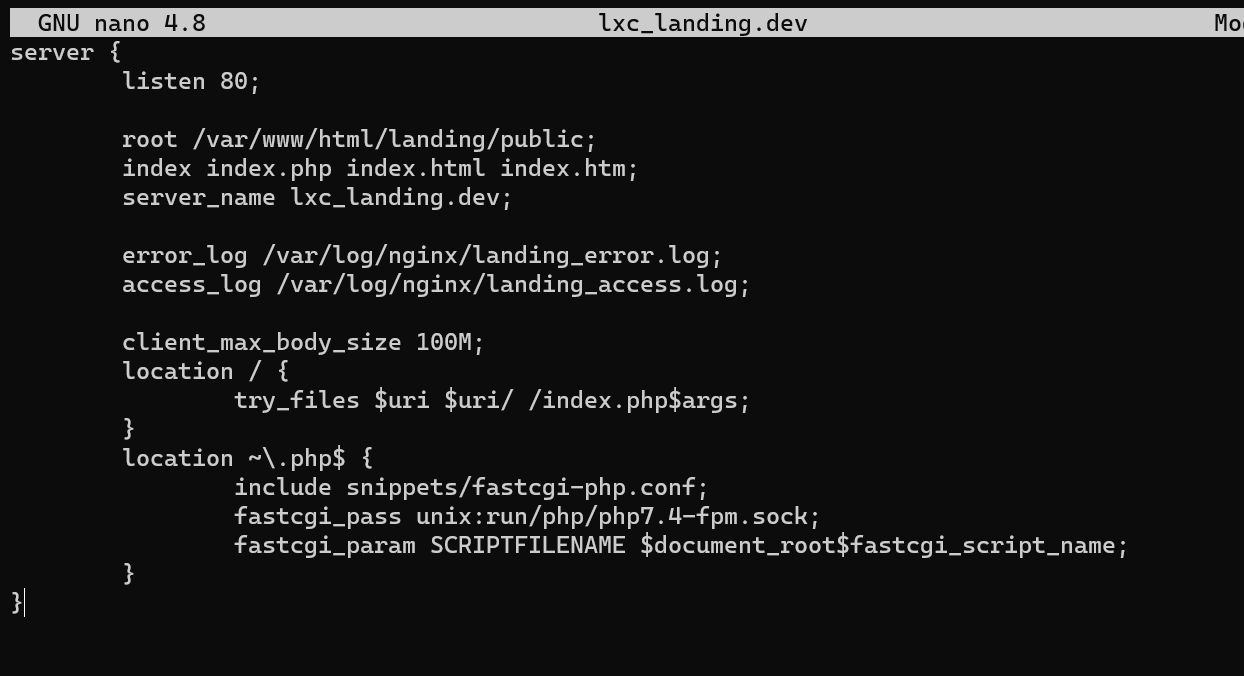 GNU nano 4.8 lxc_landing.dev Mo
server {
listen 80;
root /var/www/html/landing/public;
index index.php index.html index.htm;
server_name lxc_landing.dev;
error_log /var/log/nginx/landing_error.log;
access_log /var/log/nginx/landing_access.log;
client_max_body_size 100M;
location / {
try_files $uri $uri/ /index.php$args;
}
location ~\.php$ {
include snippets/fastcgi-php.conf;
fastcgi_pass unix:run/php/php7.4-fpm.sock;
fastcgi_param SCRIPTFILENAME $document_root$fastcgi_script_name;
}
}